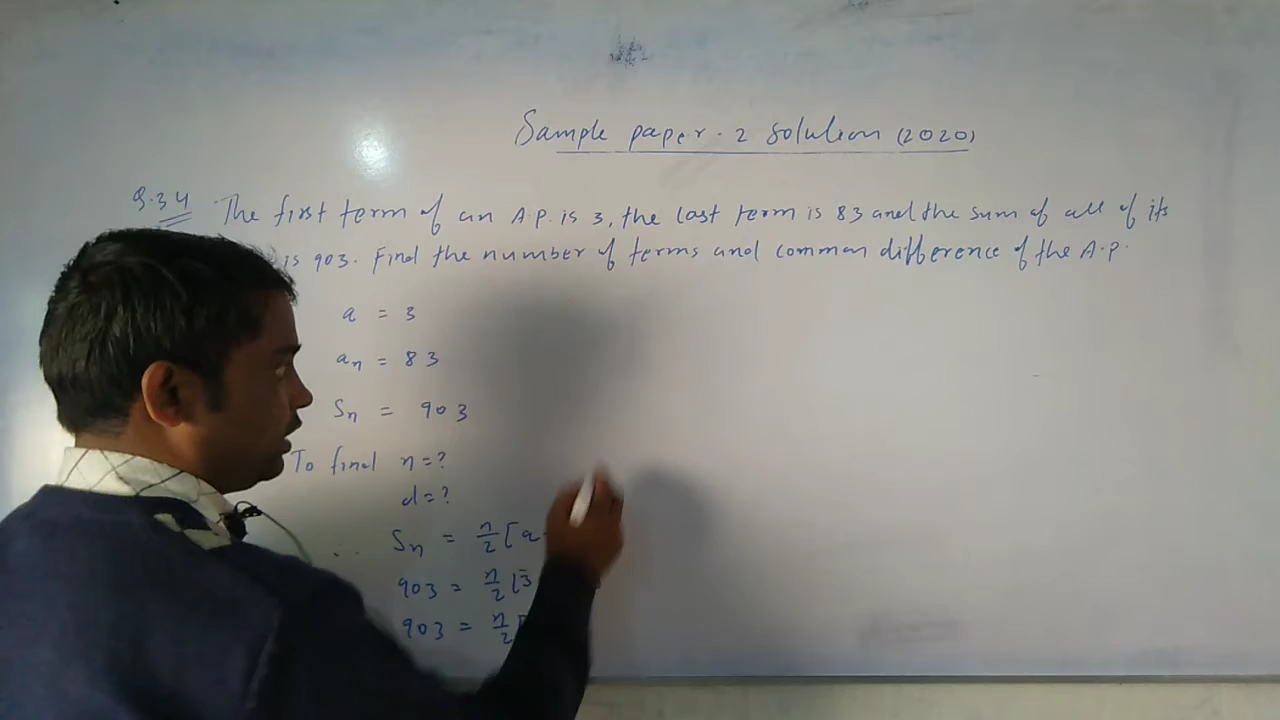 Sample paper - 2 Solution (2020)
Q.34 The first term of an A.P. is 3, the last term is 83 and the sum of all of its
is 903. Find the number of terms and common difference of the A.P.
a = 3
an = 83
Sn = 903
To find n=?
d=?
∴ Sn = n/2 [a
903 = n/2 [3
903 = n/2 [